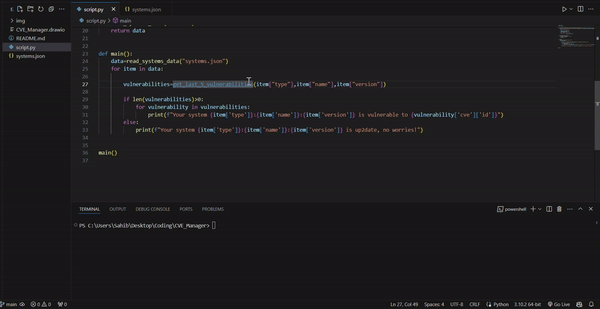 script.py
systems.json
img
CVE_Manager.drawio
README.md
script.py
systems.json
script.py > main
20 return data
21
22
23 def main():
24 data=read_systems_data("systems.json")
25 for item in data:
26
27 vulnerabilities=get_last_5_vulnerabilities(item["type"],item["name"],item["version"])
28
29 if len(vulnerabilities)>0:
30 for vulnerability in vulnerabilities:
31 print(f"Your system {item['type']}:{item['name']}:{item['version']} is vulnerable to {vulnerability['cve']['id']}")
32 else:
33 print(f"Your system {item['type']}:{item['name']}:{item['version']} is up2date, no worries!")
34
35
36 main()
37
TERMINAL OUTPUT DEBUG CONSOLE PORTS PROBLEMS
powershell
PS C:\Users\Sahib\Desktop\Coding\CVE_Manager>
main 0 0 0 Ln 27, Col 49 Spaces: 4 UTF-8 CRLF Python 3.10.2 64-bit Go Live